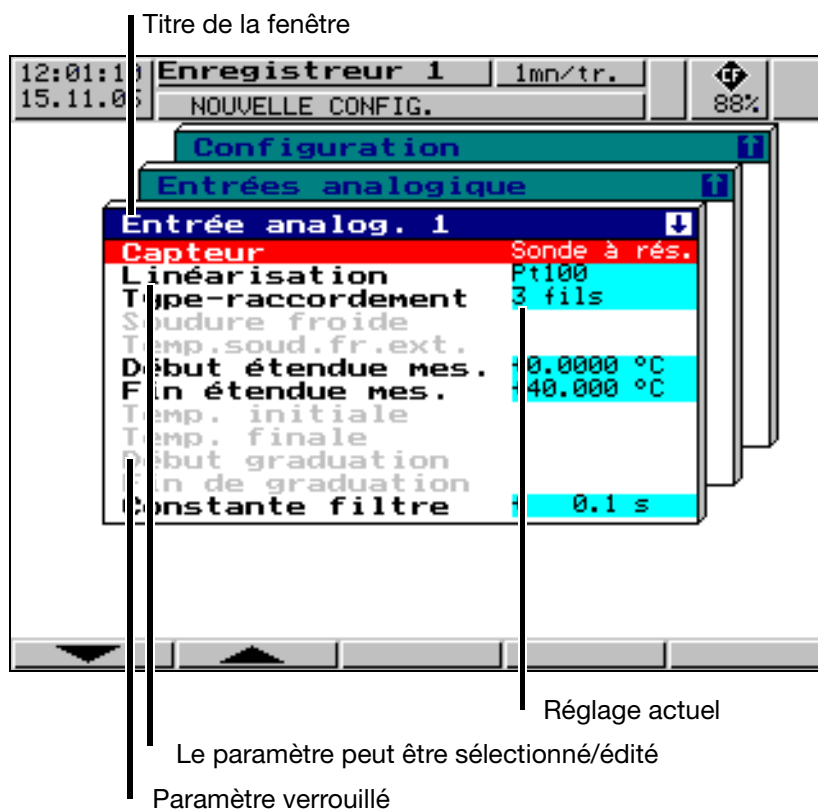 Titre de la fenêtre
12:01:10 Enregistreur 1 1mn/tr.
15.11.05 NOUVELLE CONFIG. 88%
Configuration
Entrées analogique
Entrée analog. 1
Capteur Sonde à rés.
Linéarisation Pt100
Type-raccordement 3 fils
Soudure froide
Temp.soud.fr.ext.
Début étendue mes. +0.0000 °C
Fin étendue mes. +40.000 °C
Temp. initiale
Temp. finale
Début graduation
Fin de graduation
Constante filtre + 0.1 s
Réglage actuel
Le paramètre peut être sélectionné/édité
Paramètre verrouillé